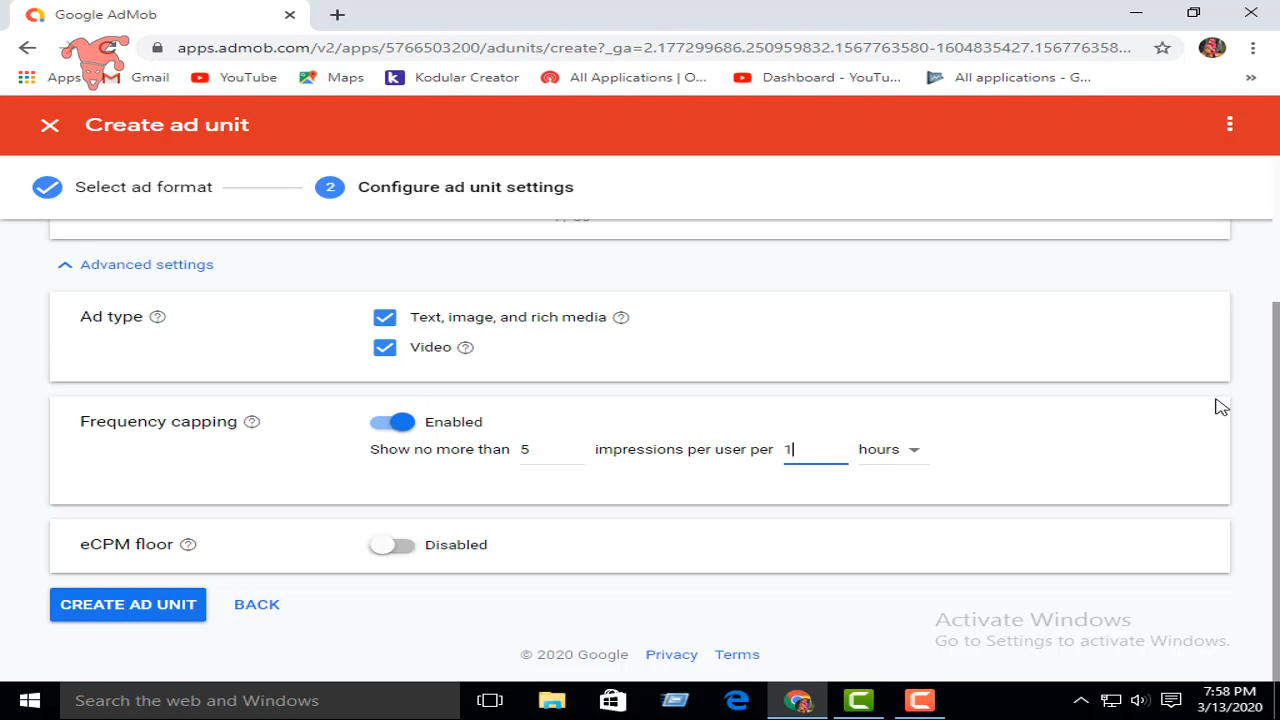 Google AdMob
apps.admob.com/v2/apps/5766503200/adunits/create?_ga=2.177299686.250959832.1567763580-1604835427.156776358...
Apps Gmail YouTube Maps Kodular Creator All Applications | O... Dashboard - YouTu... All applications - G... »
Create ad unit
Select ad format 2 Configure ad unit settings
Advanced settings
Ad type Text, image, and rich media
Video
Frequency capping Enabled
Show no more than 5 impressions per user per 1 hours
eCPM floor Disabled
CREATE AD UNIT BACK
Activate Windows
Go to Settings to activate Windows.
© 2020 Google Privacy Terms
Search the web and Windows
7:58 PM
3/13/2020